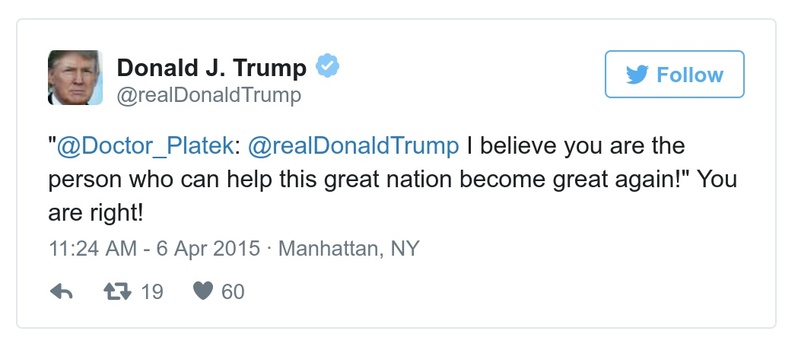 Donald J. Trump
@realDonaldTrump
Follow
"@Doctor_Platek: @realDonaldTrump I believe you are the
person who can help this great nation become great again!" You
are right!
11:24 AM - 6 Apr 2015 · Manhattan, NY
19 60